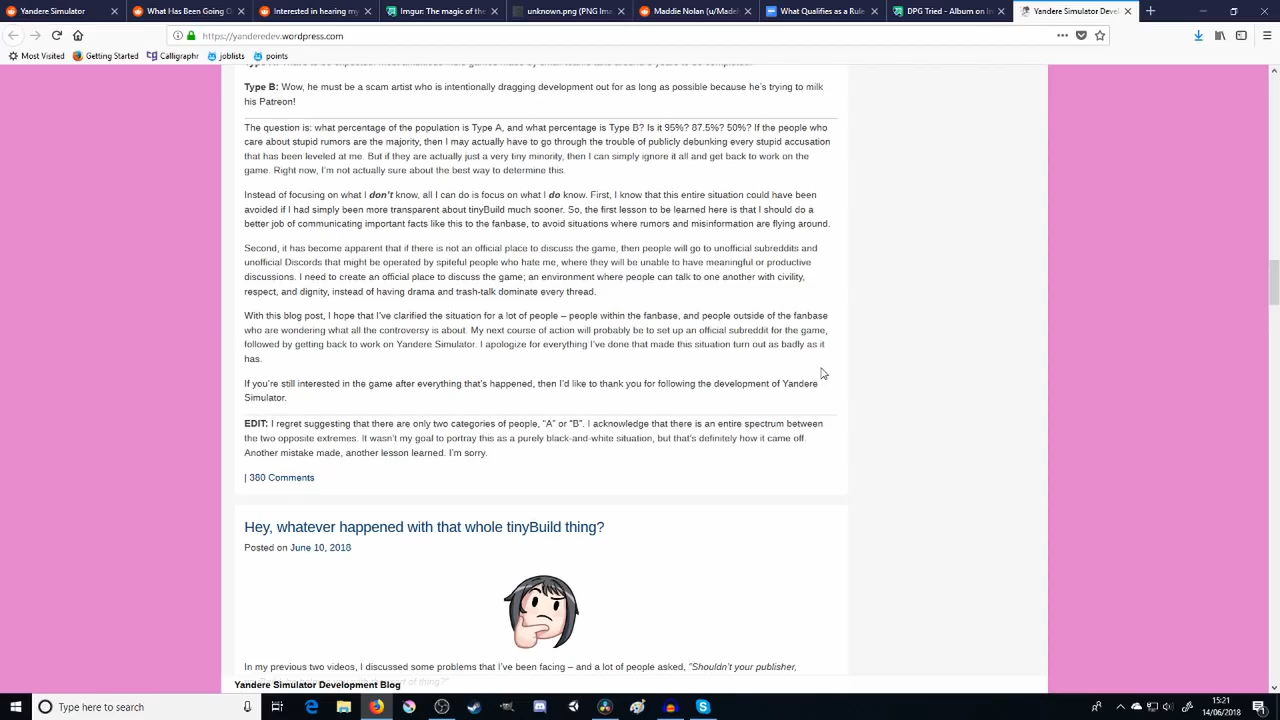 Yandere Simulator
What Has Been Going O
Interested in hearing my
Imgur: The magic of the
unknown.png (PNG Image
Maddie Nolan (u/Madeb
What Qualifies as a Rule
DPG Tried - Album on Im
Yandere Simulator Devel
https://yanderedev.wordpress.com
Most Visited
Getting Started
Calligraphr
joblists
points
Type B: Wow, he must be a scam artist who is intentionally dragging development out for as long as possible because he's trying to milk
his Patreon!
The question is: what percentage of the population is Type A, and what percentage is Type B? Is it 95%? 87.5%? 50%? If the people who
care about stupid rumors are the majority, then I may actually have to go through the trouble of publicly debunking every stupid accusation
that has been leveled at me. But if they are actually just a very tiny minority, then I can simply ignore it all and get back to work on the
game. Right now, I'm not actually sure about the best way to determine this.
Instead of focusing on what I don't know, all I can do is focus on what I do know. First, I know that this entire situation could have been
avoided if I had simply been more transparent about tinyBuild much sooner. So, the first lesson to be learned here is that I should do a
better job of communicating important facts like this to the fanbase, to avoid situations where rumors and misinformation are flying around.
Second, it has become apparent that if there is not an official place to discuss the game, then people will go to unofficial subreddits and
unofficial Discords that might be operated by spiteful people who hate me, where they will be unable to have meaningful or productive
discussions. I need to create an official place to discuss the game; an environment where people can talk to one another with civility,
respect, and dignity, instead of having drama and trash-talk dominate every thread.
With this blog post, I hope that I've clarified the situation for a lot of people – people within the fanbase, and people outside of the fanbase
who are wondering what all the controversy is about. My next course of action will probably be to set up an official subreddit for the game,
followed by getting back to work on Yandere Simulator. I apologize for everything I've done that made this situation turn out as badly as it
has.
If you're still interested in the game after everything that's happened, then I'd like to thank you for following the development of Yandere
Simulator.
EDIT: I regret suggesting that there are only two categories of people, "A" or "B". I acknowledge that there is an entire spectrum between
the two opposite extremes. It wasn't my goal to portray this as a purely black-and-white situation, but that's definitely how it came off.
Another mistake made, another lesson learned. I'm sorry.
| 380 Comments
Hey, whatever happened with that whole tinyBuild thing?
Posted on June 10, 2018
In my previous two videos, I discussed some problems that I've been facing – and a lot of people asked, "Shouldn't your publisher,
Yandere Simulator Development Blog
Type here to search
15:21
14/06/2018